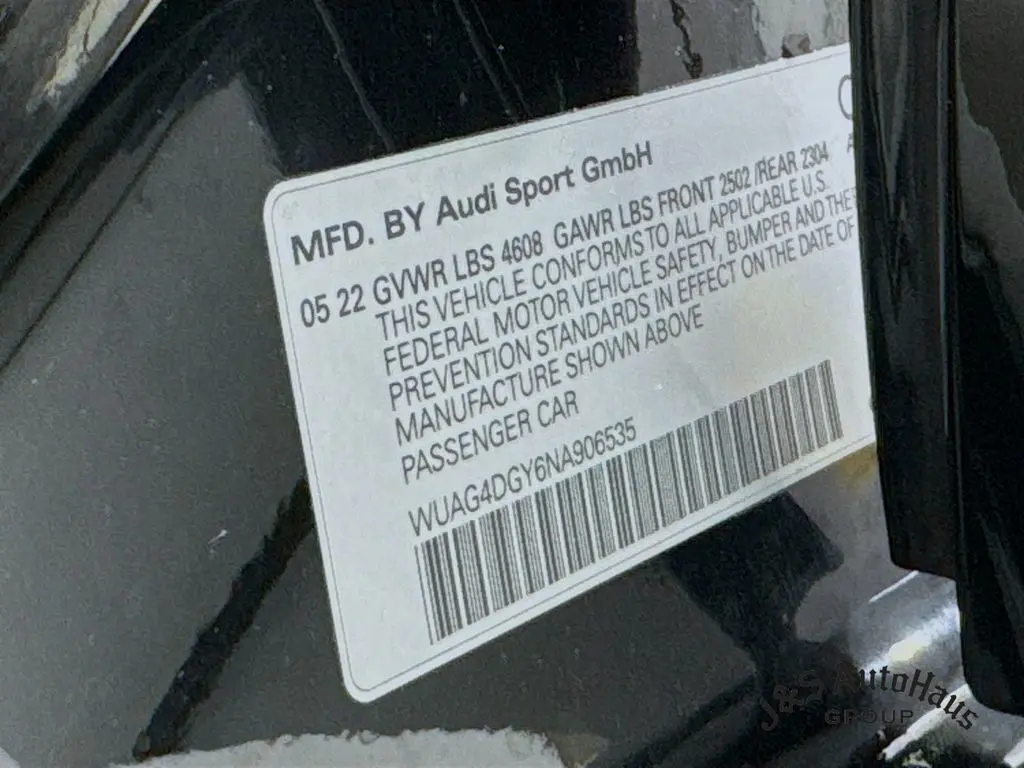 MFD. BY Audi Sport GmbH
05 22 GVWR LBS 4608 GAWR LBS FRONT 2502 /REAR 2304
THIS VEHICLE CONFORMS TO ALL APPLICABLE U.S.
FEDERAL MOTOR VEHICLE SAFETY, BUMPER AND THE
PREVENTION STANDARDS IN EFFECT ON THE DATE OF
MANUFACTURE SHOWN ABOVE
PASSENGER CAR
WUAG4DGY6NA906535
S&S AutoHaus
GROUP